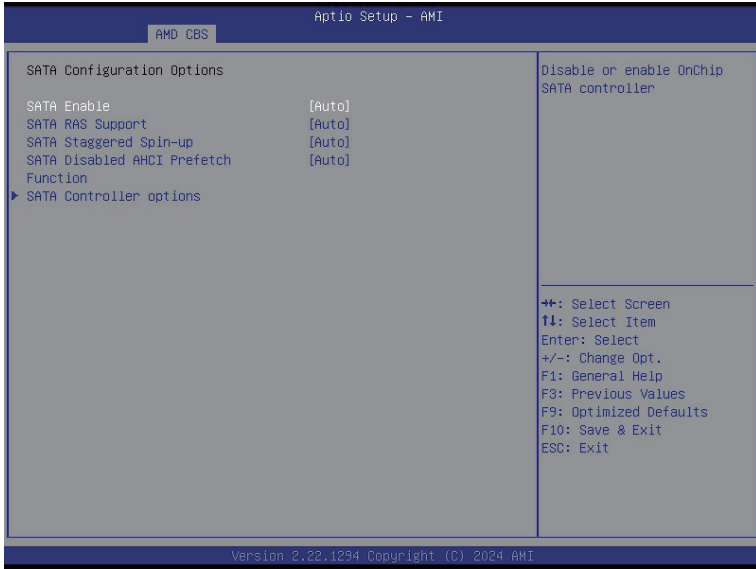 Aptio Setup - AMI
AMD CBS
SATA Configuration Options
SATA Enable [Auto]
SATA RAS Support [Auto]
SATA Staggered Spin-up [Auto]
SATA Disabled AHCI Prefetch [Auto]
Function
SATA Controller options
Disable or enable OnChip
SATA controller
→←: Select Screen
↑↓: Select Item
Enter: Select
+/-: Change Opt.
F1: General Help
F3: Previous Values
F9: Optimized Defaults
F10: Save & Exit
ESC: Exit
Version 2.22.1294 Copyright (C) 2024 AMI